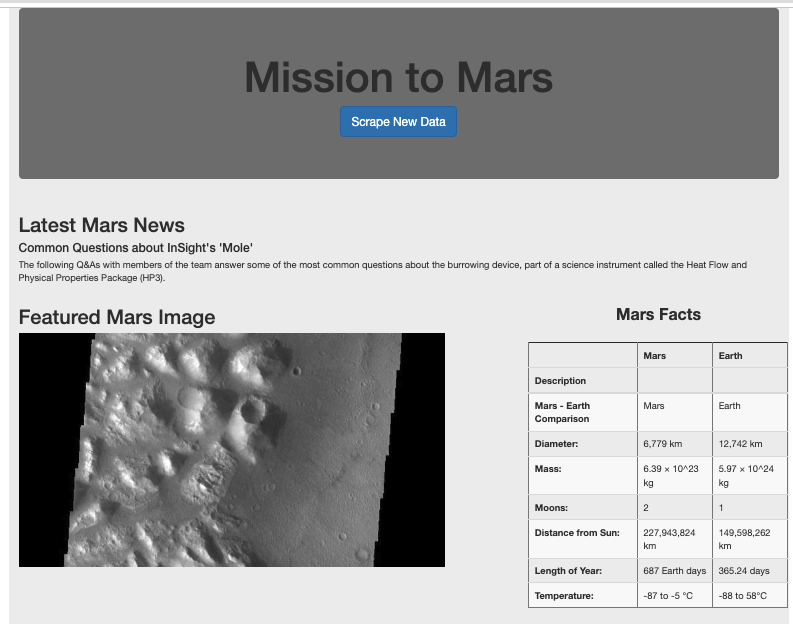 Mission to Mars
Scrape New Data
Latest Mars News
Common Questions about InSight's 'Mole'
The following Q&As with members of the team answer some of the most common questions about the burrowing device, part of a science instrument called the Heat Flow and
Physical Properties Package (HP3).
Featured Mars Image
Mars Facts
Mars Earth
Description
Mars - Earth Mars Earth
Comparison
Diameter: 6,779 km 12,742 km
Mass: 6.39 × 10^23 5.97 × 10^24
kg kg
Moons: 2 1
Distance from Sun: 227,943,824 149,598,262
km km
Length of Year: 687 Earth days 365.24 days
Temperature: -87 to -5 °C -88 to 58°C